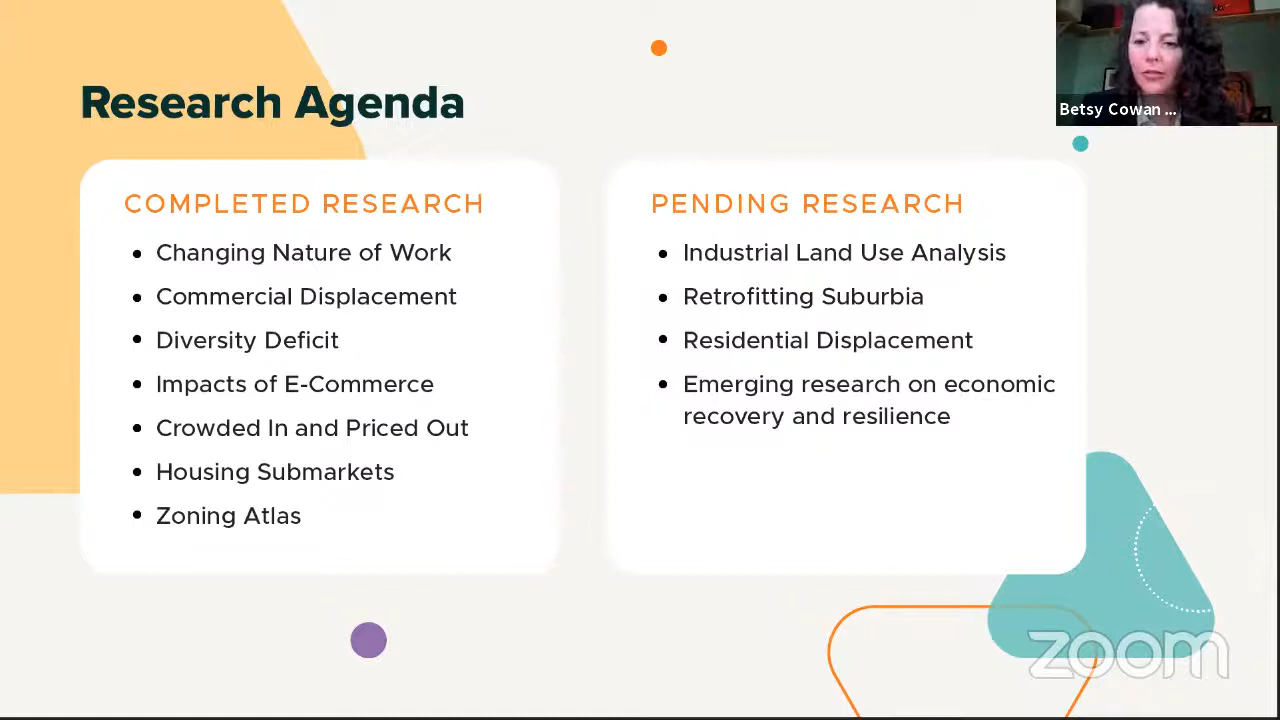 Research Agenda
Betsy Cowan ...
COMPLETED RESEARCH
• Changing Nature of Work
• Commercial Displacement
• Diversity Deficit
• Impacts of E-Commerce
• Crowded In and Priced Out
• Housing Submarkets
• Zoning Atlas
PENDING RESEARCH
• Industrial Land Use Analysis
• Retrofitting Suburbia
• Residential Displacement
• Emerging research on economic
recovery and resilience
zoom